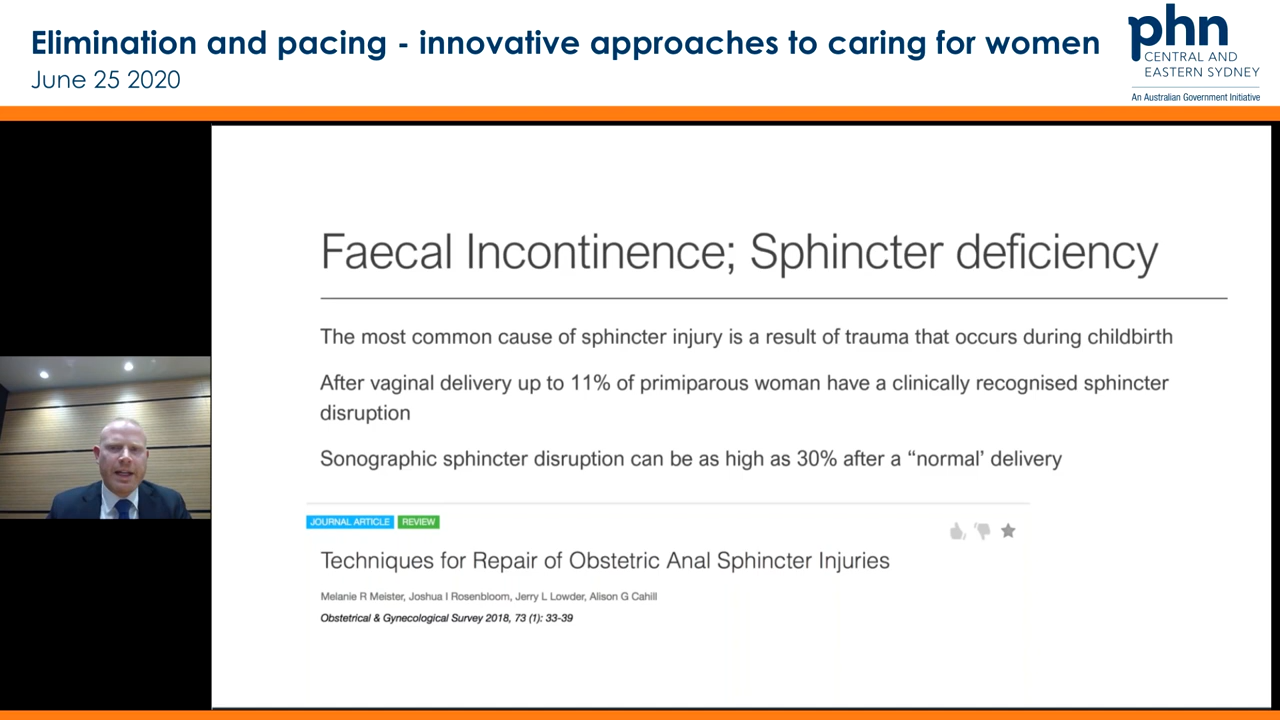 Elimination and pacing - innovative approaches to caring for women
June 25 2020
phn
CENTRAL AND
EASTERN SYDNEY
An Australian Government Initiative
Faecal Incontinence; Sphincter deficiency
The most common cause of sphincter injury is a result of trauma that occurs during childbirth
After vaginal delivery up to 11% of primiparous woman have a clinically recognised sphincter
disruption
Sonographic sphincter disruption can be as high as 30% after a “normal’ delivery
JOURNAL ARTICLE REVIEW
Techniques for Repair of Obstetric Anal Sphincter Injuries
Melanie R Meister, Joshua I Rosenbloom, Jerry L Lowder, Alison G Cahill
Obstetrical & Gynecological Survey 2018, 73 (1): 33-39